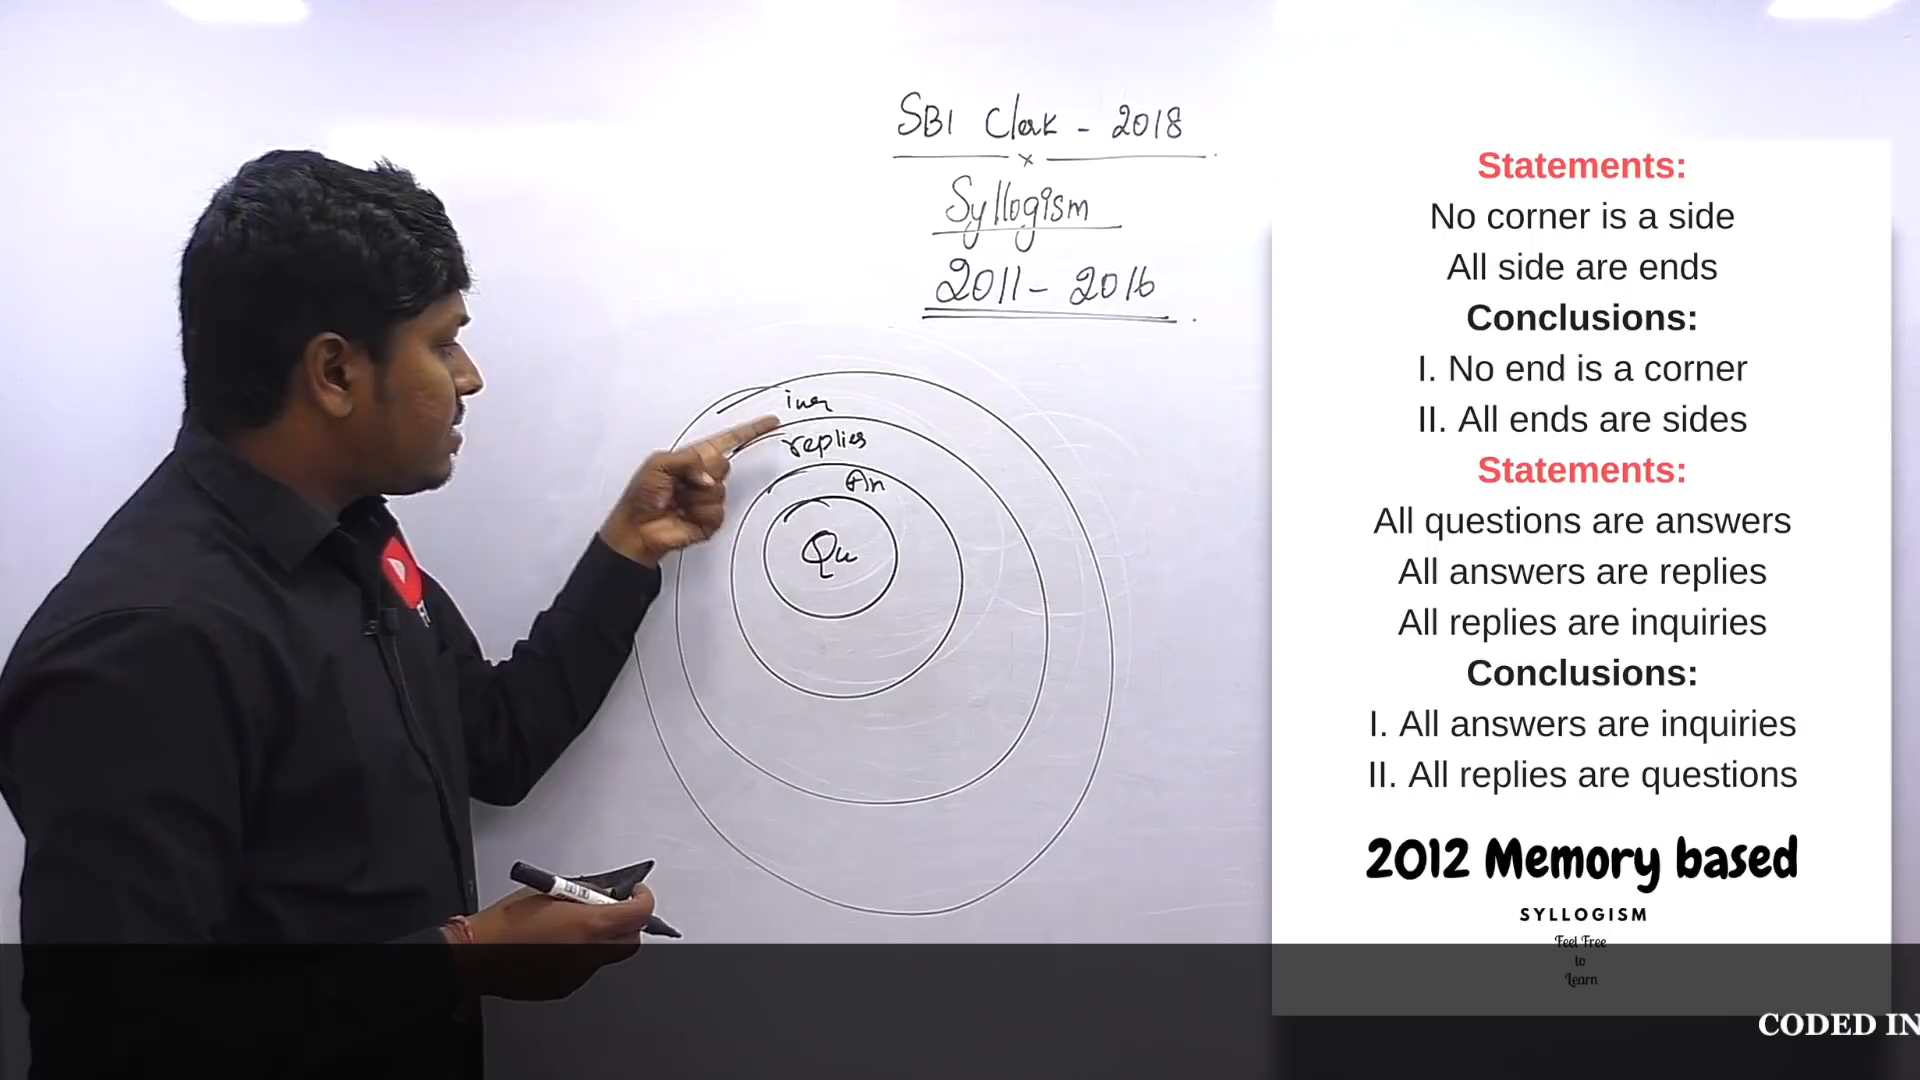 SBI Clerk - 2018
x
Syllogism
2011 - 2016
inq
replies
An
Qu
Statements:
No corner is a side
All side are ends
Conclusions:
I. No end is a corner
II. All ends are sides
Statements:
All questions are answers
All answers are replies
All replies are inquiries
Conclusions:
I. All answers are inquiries
II. All replies are questions
2012 Memory based
SYLLOGISM
Feel Free
to
Learn
CODED IN